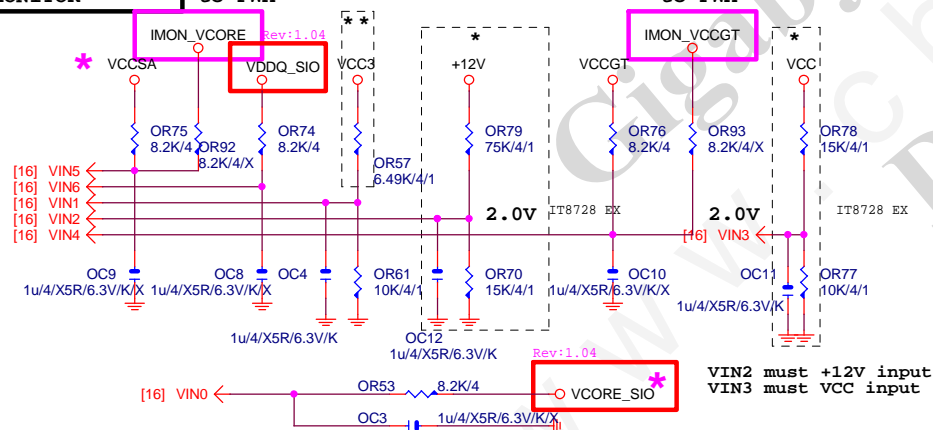 IMON_VCORE
Rev:1.04
**
*
IMON_VCCGT
*
* VCCSA
VDDQ_SIO
VCC3
+12V
VCCGT
VCC
OR75
8.2K/4
OR92
8.2K/4/X
OR74
8.2K/4
OR57
6.49K/4/1
OR79
75K/4/1
OR76
8.2K/4
OR93
8.2K/4/X
OR78
15K/4/1
[16] VIN5
[16] VIN6
[16] VIN1
[16] VIN2
[16] VIN4
2.0V
IT8728 EX
2.0V
IT8728 EX
[16] VIN3
OC9
1u/4/X5R/6.3V/K/X
OC8
1u/4/X5R/6.3V/K/X
OC4
1u/4/X5R/6.3V/K
OR61
10K/4/1
OC12
1u/4/X5R/6.3V/K
OR70
15K/4/1
OC10
1u/4/X5R/6.3V/K/X
OC11
1u/4/X5R/6.3V/K
OR77
10K/4/1
Rev:1.04
[16] VIN0
OR53
8.2K/4
VCORE_SIO
*
OC3
1u/4/X5R/6.3V/K/X
VIN2 must +12V input
VIN3 must VCC input